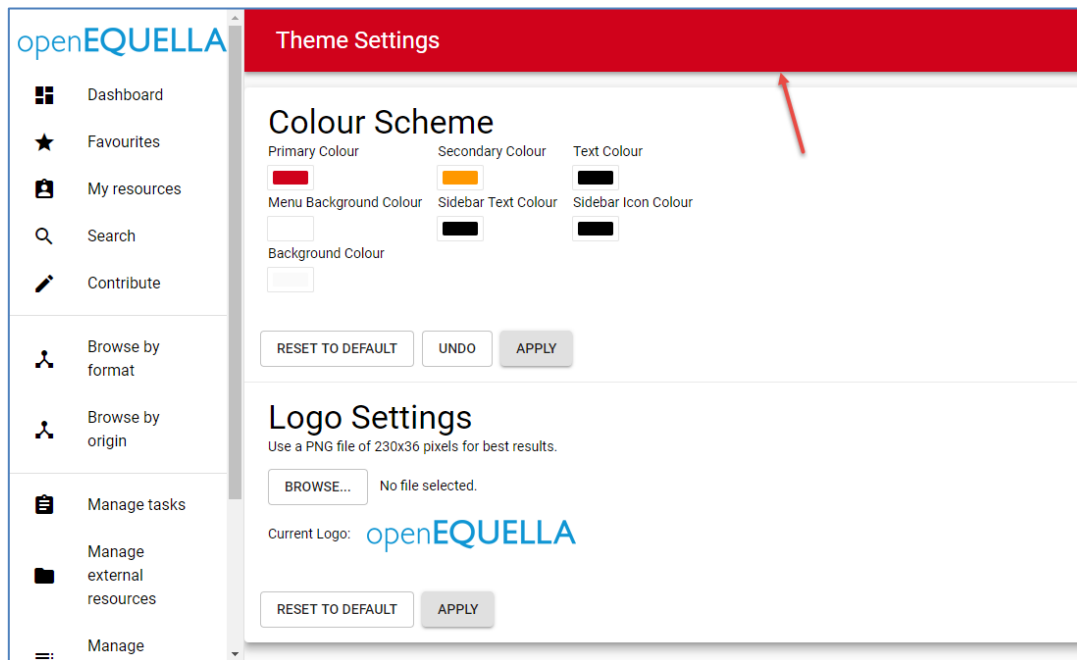 openEQUELLA
Dashboard
Favourites
My resources
Search
Contribute
Browse by
format
Browse by
origin
Manage tasks
Manage
external
resources
Manage
Theme Settings
Colour Scheme
Primary Colour Secondary Colour Text Colour
Menu Background Colour Sidebar Text Colour Sidebar Icon Colour
Background Colour
RESET TO DEFAULT UNDO APPLY
Logo Settings
Use a PNG file of 230x36 pixels for best results.
BROWSE... No file selected.
Current Logo: openEQUELLA
RESET TO DEFAULT APPLY